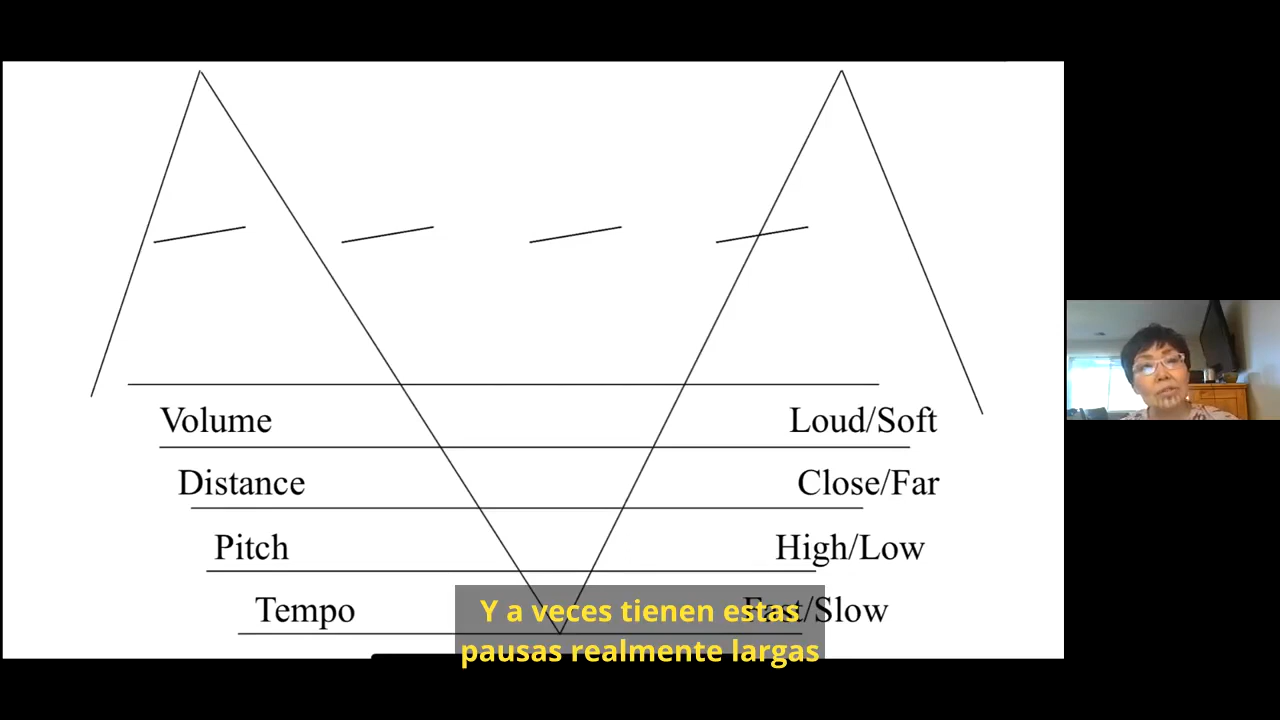 Volume Loud/Soft
Distance Close/Far
Pitch High/Low
Tempo Fast/Slow
Y a veces tienen estas
pausas realmente largas